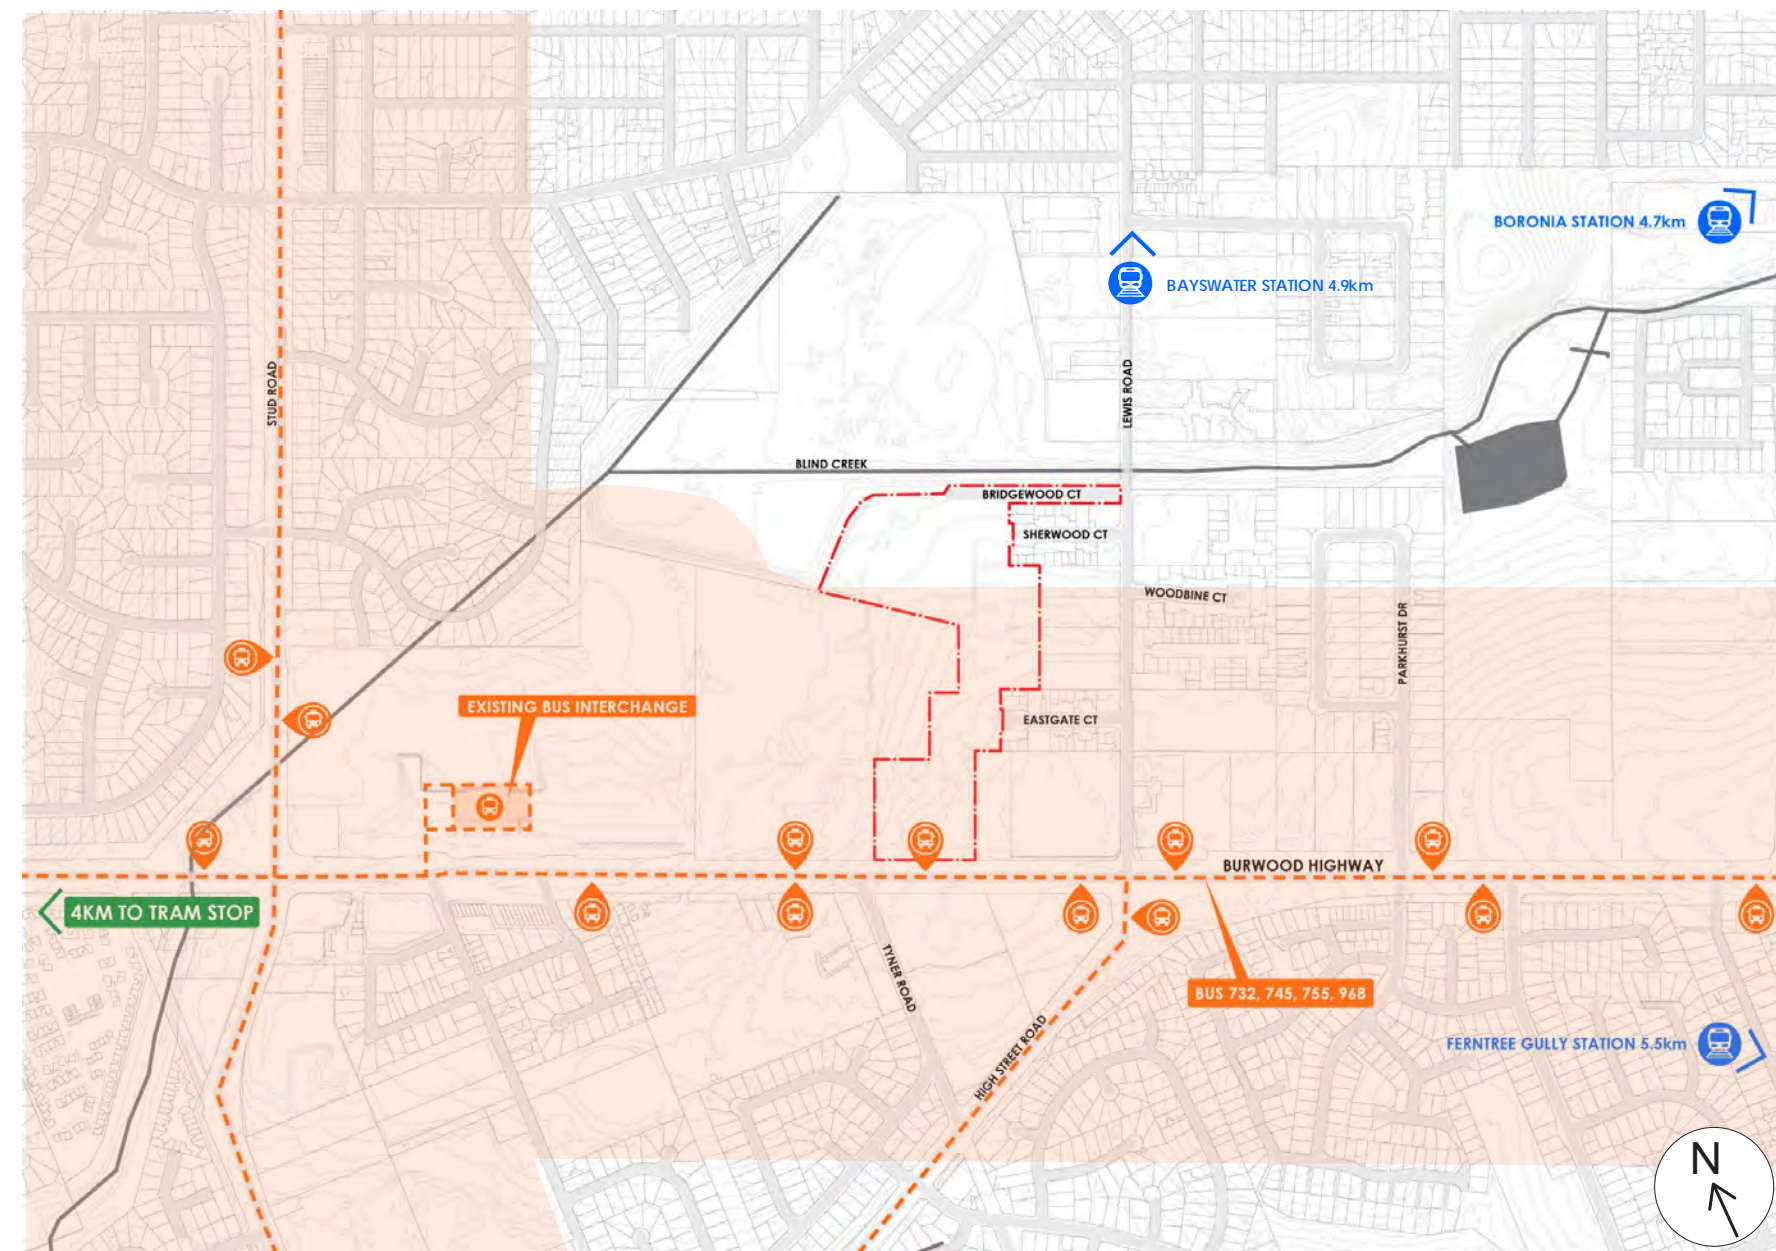 BORONIA STATION 4.7km
BAYSWATER STATION 4.9km
STUD ROAD
LEWIS ROAD
BLIND CREEK
BRIDGEWOOD CT
SHERWOOD CT
WOODBINE CT
PARKHURST DR
EXISTING BUS INTERCHANGE
EASTGATE CT
BURWOOD HIGHWAY
4KM TO TRAM STOP
TYNER ROAD
BUS 732, 745, 755, 968
HIGH STREET ROAD
FERNTREE GULLY STATION 5.5km
N